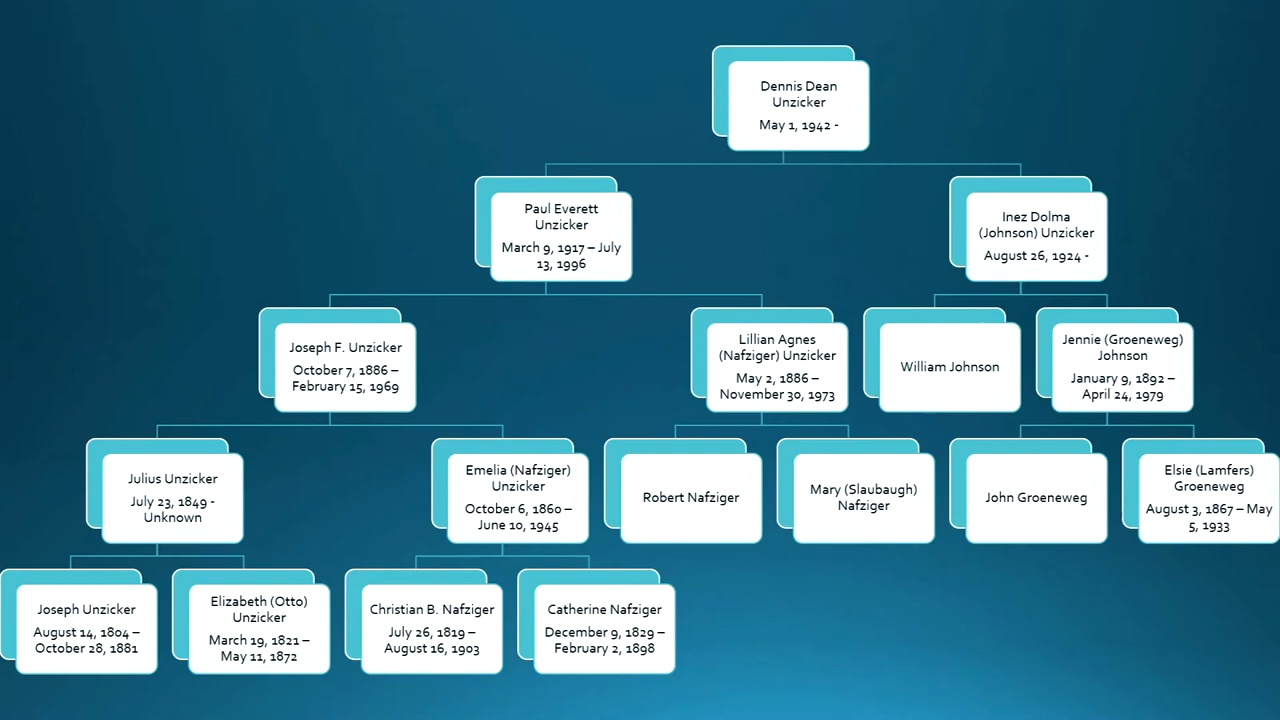 Dennis Dean
Unzicker
May 1, 1942 -
Paul Everett
Unzicker
March 9, 1917 – July
13, 1996
Inez Dolma
(Johnson) Unzicker
August 26, 1924 -
Joseph F. Unzicker
October 7, 1886 –
February 15, 1969
Lillian Agnes
(Nafziger) Unzicker
May 2, 1886 –
November 30, 1973
William Johnson
Jennie (Groeneweg)
Johnson
January 9, 1892 –
April 24, 1979
Julius Unzicker
July 23, 1849 -
Unknown
Emelia (Nafziger)
Unzicker
October 6, 1860 –
June 10, 1945
Robert Nafziger
Mary (Slaubaugh)
Nafziger
John Groeneweg
Elsie (Lamfers)
Groeneweg
August 3, 1867 – May
5, 1933
Joseph Unzicker
August 14, 1804 –
October 28, 1881
Elizabeth (Otto)
Unzicker
March 19, 1821 –
May 11, 1872
Christian B. Nafziger
July 26, 1819 –
August 16, 1903
Catherine Nafziger
December 9, 1829 –
February 2, 1898